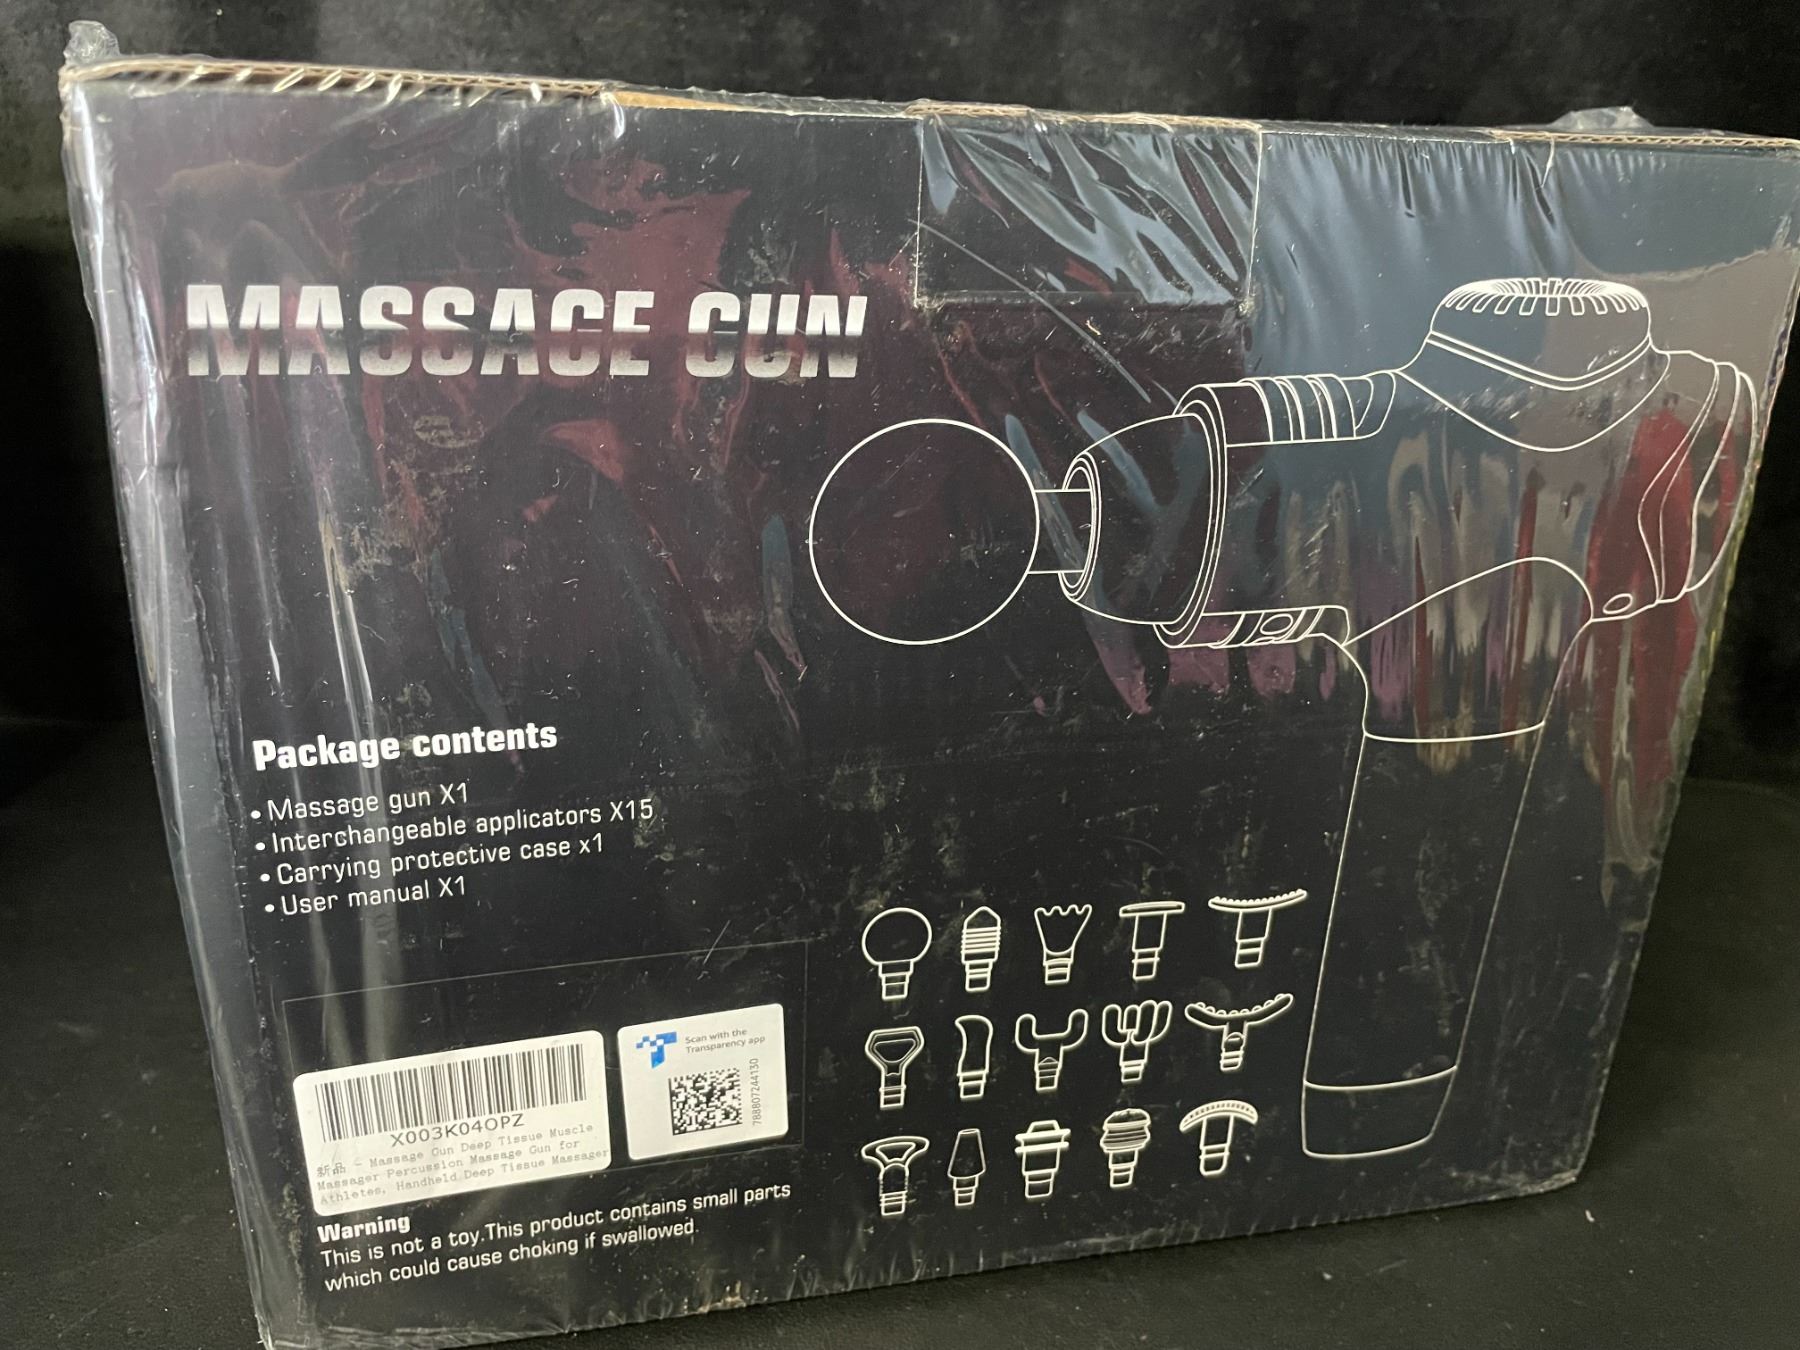 MASSAGE GUN
Package contents
• Massage gun X1
• Interchangeable applicators X15
• Carrying protective case x1
• User manual X1
Scan with the
Transparency app
788807244130
X003K04OPZ
新品 - Massage Gun Deep Tissue Muscle
Massager Percussion Massage Gun for
Athletes, Handheld Deep Tissue Massager
Warning
This is not a toy.This product contains small parts
which could cause choking if swallowed.